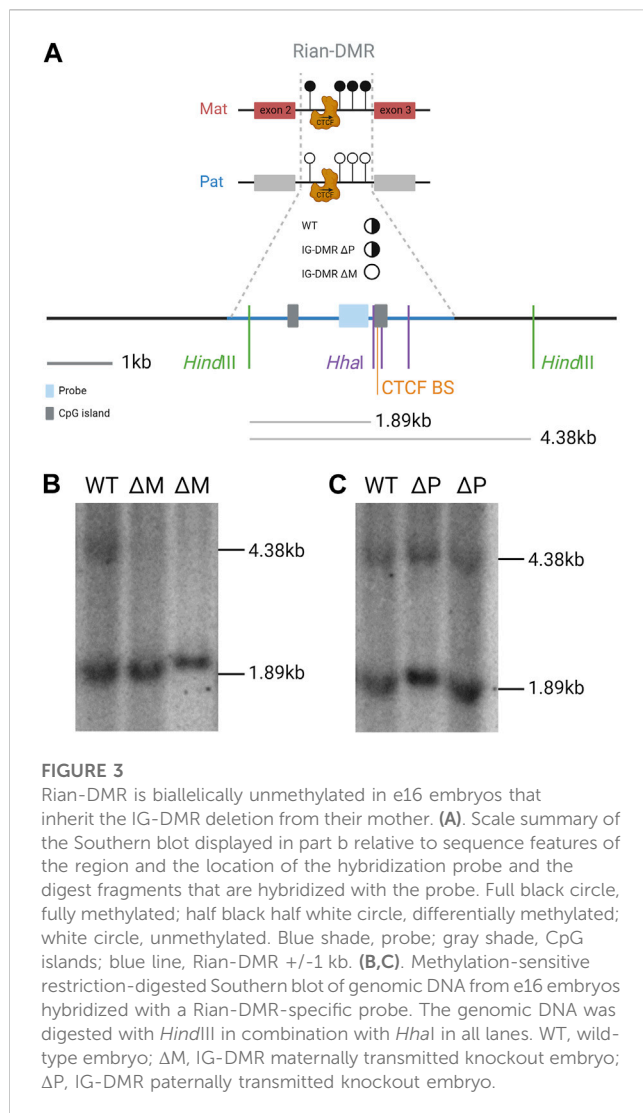 A
Rian-DMR
Mat
exon 2
CTCF
exon 3
Pat
CTCF
WT
IG-DMR ΔP
IG-DMR ΔM
1kb
HindIII
HhaI
HindIII
CTCF BS
Probe
CpG island
1.89kb
4.38kb
B
WT ΔM ΔM
4.38kb
1.89kb
C
WT ΔP ΔP
4.38kb
1.89kb
FIGURE 3
Rian-DMR is biallelically unmethylated in e16 embryos that
inherit the IG-DMR deletion from their mother. (A). Scale summary of
the Southern blot displayed in part b relative to sequence features of
the region and the location of the hybridization probe and the
digest fragments that are hybridized with the probe. Full black circle,
fully methylated; half black half white circle, differentially methylated;
white circle, unmethylated. Blue shade, probe; gray shade, CpG
islands; blue line, Rian-DMR +/-1 kb. (B,C). Methylation-sensitive
restriction-digested Southern blot of genomic DNA from e16 embryos
hybridized with a Rian-DMR-specific probe. The genomic DNA was
digested with HindIII in combination with HhaI in all lanes. WT, wild-
type embryo; ΔM, IG-DMR maternally transmitted knockout embryo;
ΔP, IG-DMR paternally transmitted knockout embryo.